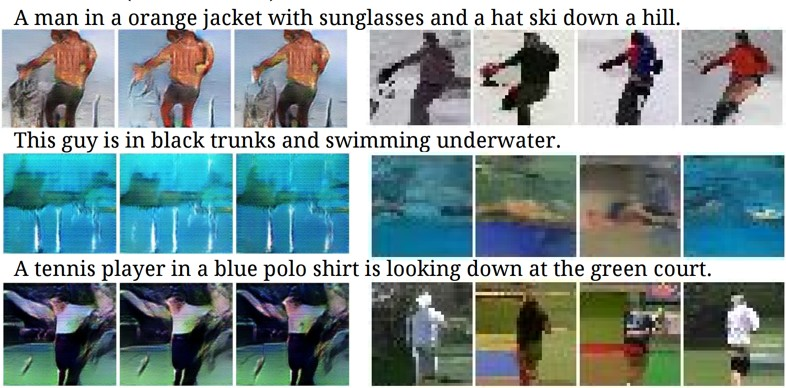 A man in a orange jacket with sunglasses and a hat ski down a hill.
This guy is in black trunks and swimming underwater.
A tennis player in a blue polo shirt is looking down at the green court.